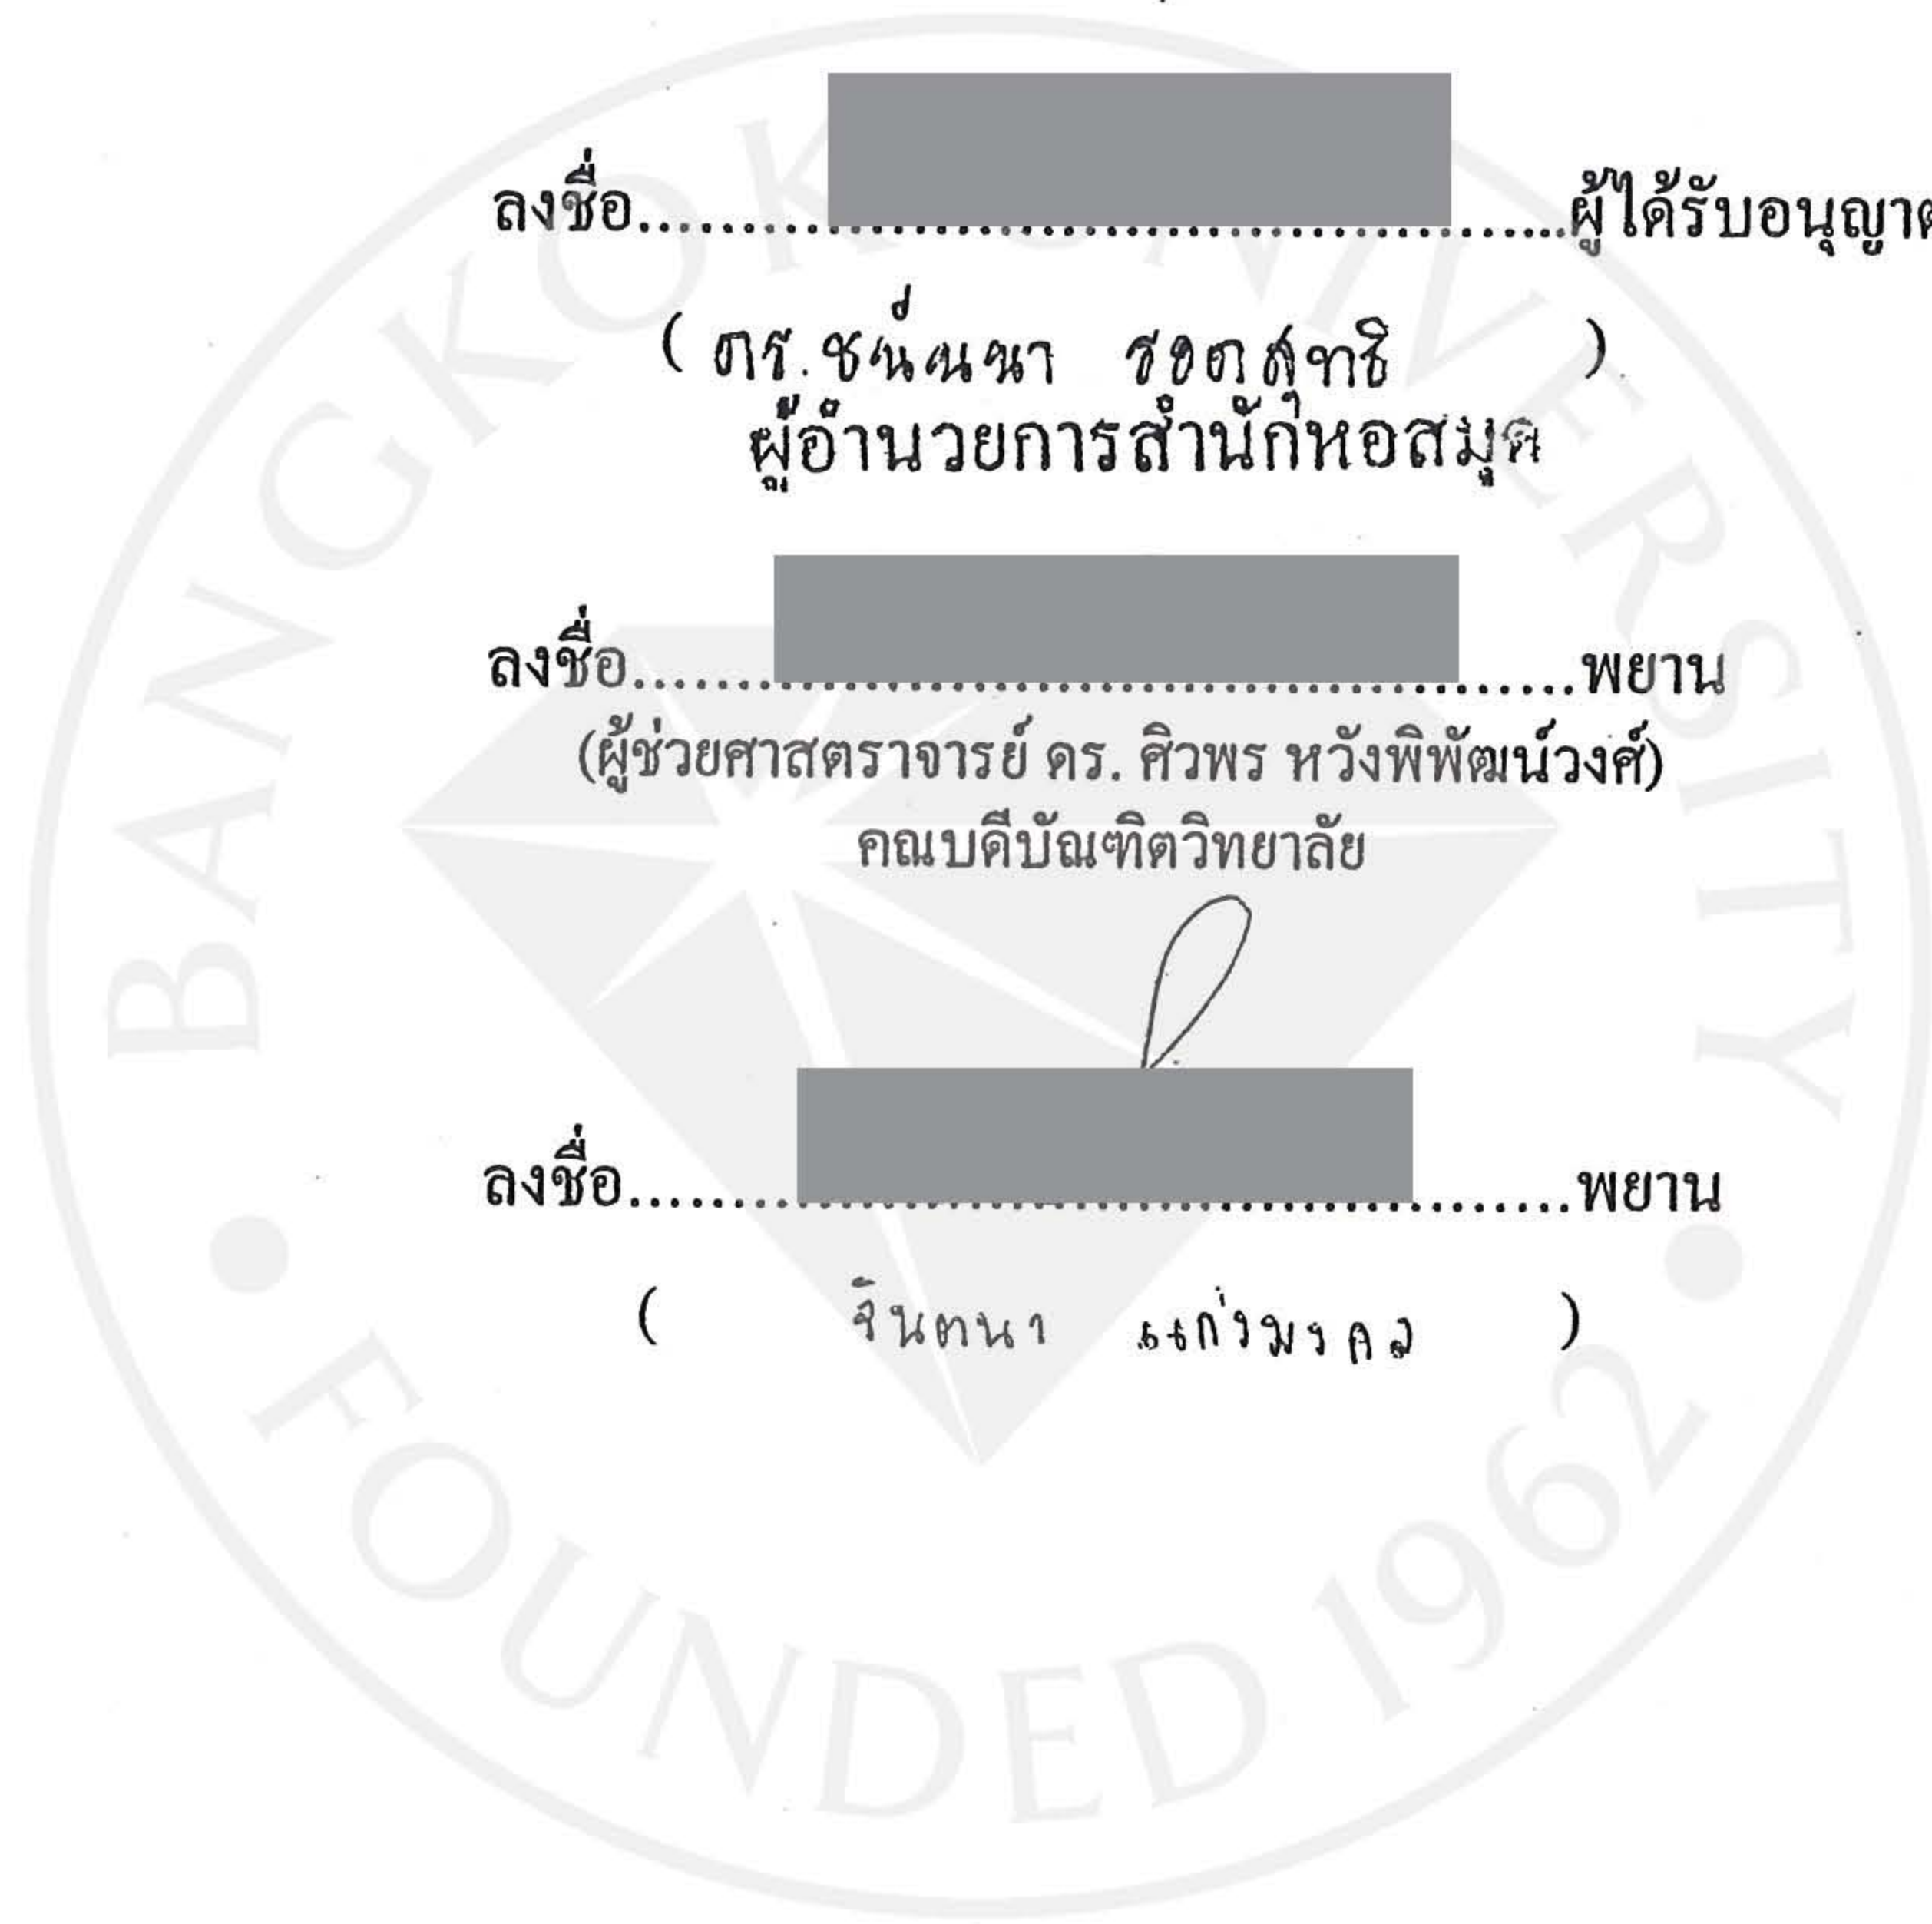 ลงชื่อ.......................................................ผู้ได้รับอนุญาต
( ดร.ชนัณนา รอดสุทธิ )
ผู้อำนวยการสำนักหอสมุด
ลงชื่อ.......................................................พยาน
(ผู้ช่วยศาสตราจารย์ ดร. ศิวพร หวังพิพัฒน์วงศ์)
คณบดีบัณฑิตวิทยาลัย
ลงชื่อ.......................................................พยาน
( จินตนา แก่งมงคล )
BANGKOK UNIVERSITY
FOUNDED 1962